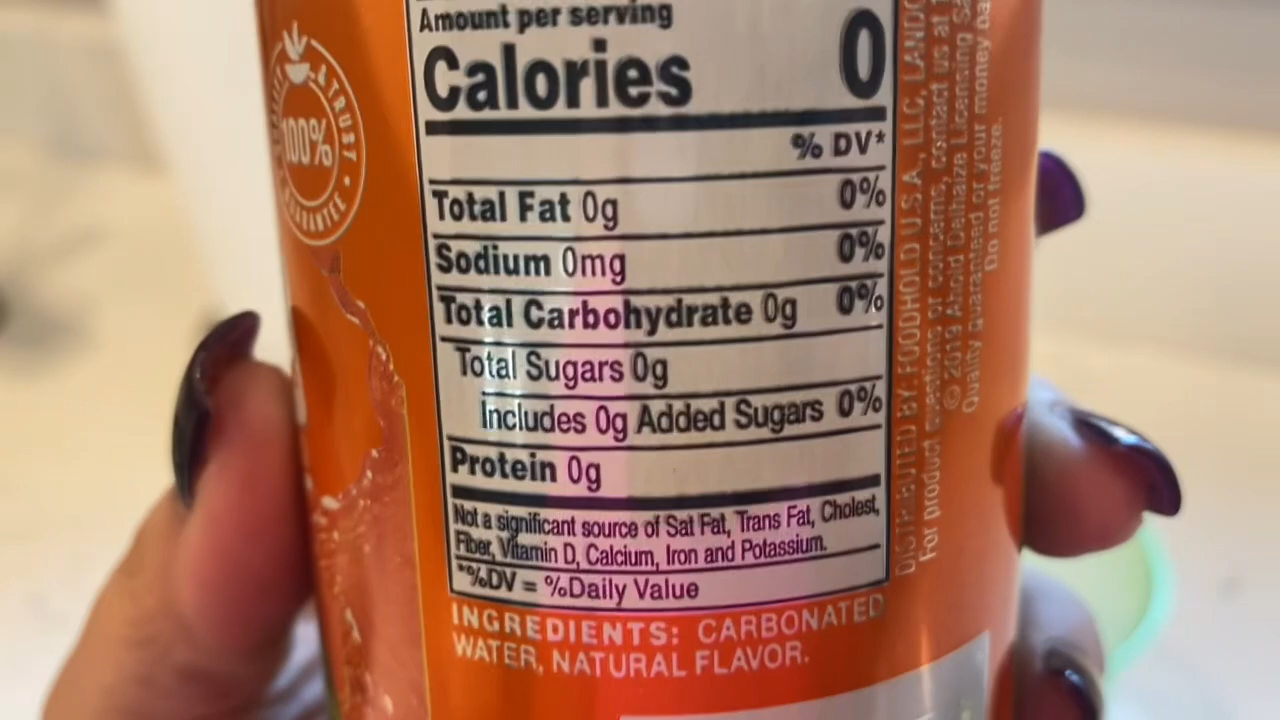 Amount per serving
Calories 0
% DV*
Total Fat 0g 0%
Sodium 0mg 0%
Total Carbohydrate 0g 0%
Total Sugars 0g
Includes 0g Added Sugars 0%
Protein 0g
Not a significant source of Sat Fat, Trans Fat, Cholest,
Fiber, Vitamin D, Calcium, Iron and Potassium.
*%DV = %Daily Value
INGREDIENTS: CARBONATED
WATER, NATURAL FLAVOR.
& TRUST
100%
GUARANTEE
DISTRIBUTED BY: FOODHOLD U.S.A., LLC,
For product questions or concerns, contact us at
© 2019 Ahold Delhaize Licensing
Quality guaranteed or your money
Do not freeze.